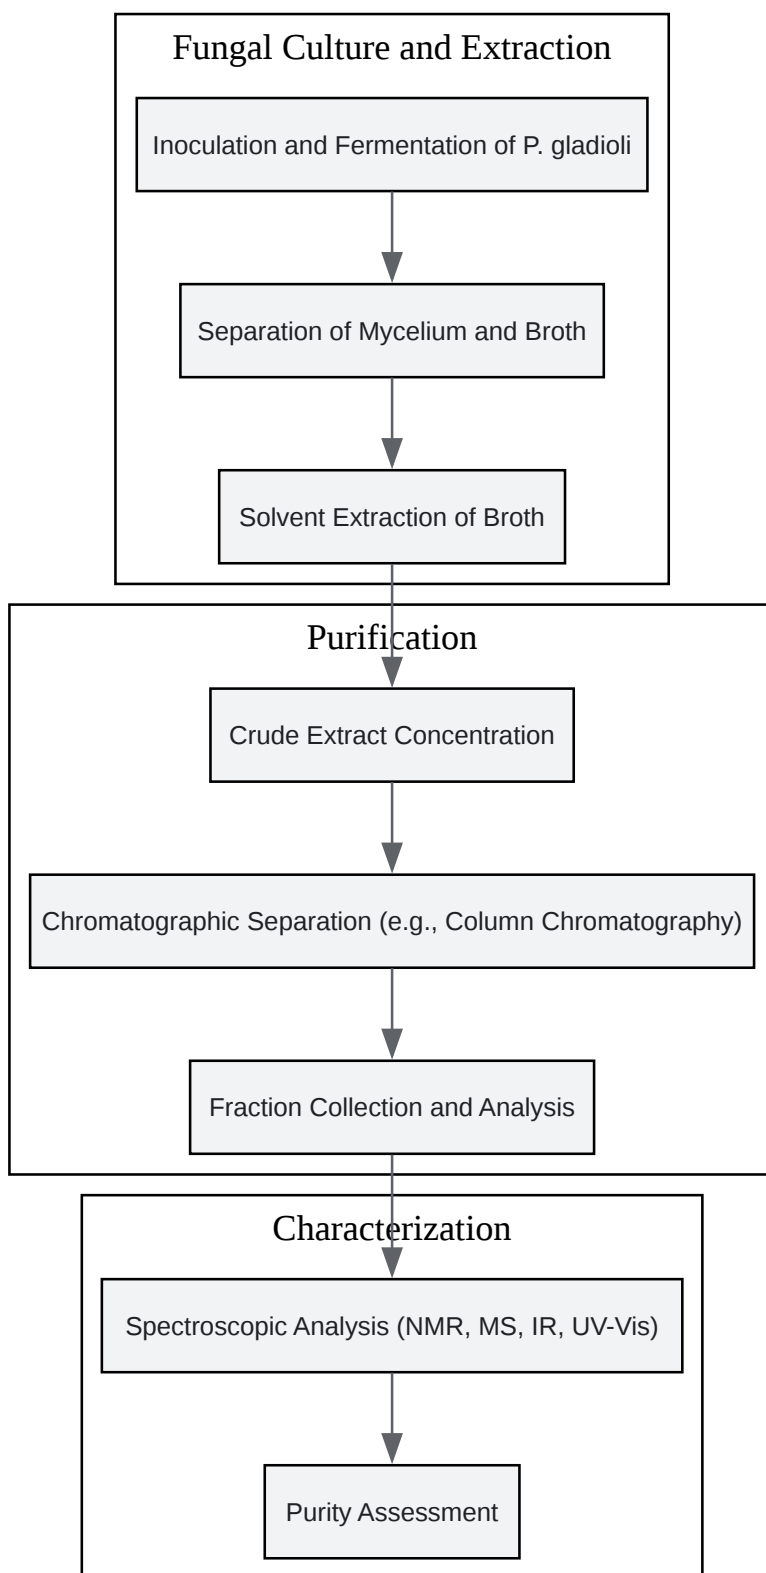 Fungal Culture and Extraction
Inoculation and Fermentation of P. gladioli
Separation of Mycelium and Broth
Solvent Extraction of Broth
Purification
Crude Extract Concentration
Chromatographic Separation (e.g., Column Chromatography)
Fraction Collection and Analysis
Characterization
Spectroscopic Analysis (NMR, MS, IR, UV-Vis)
Purity Assessment